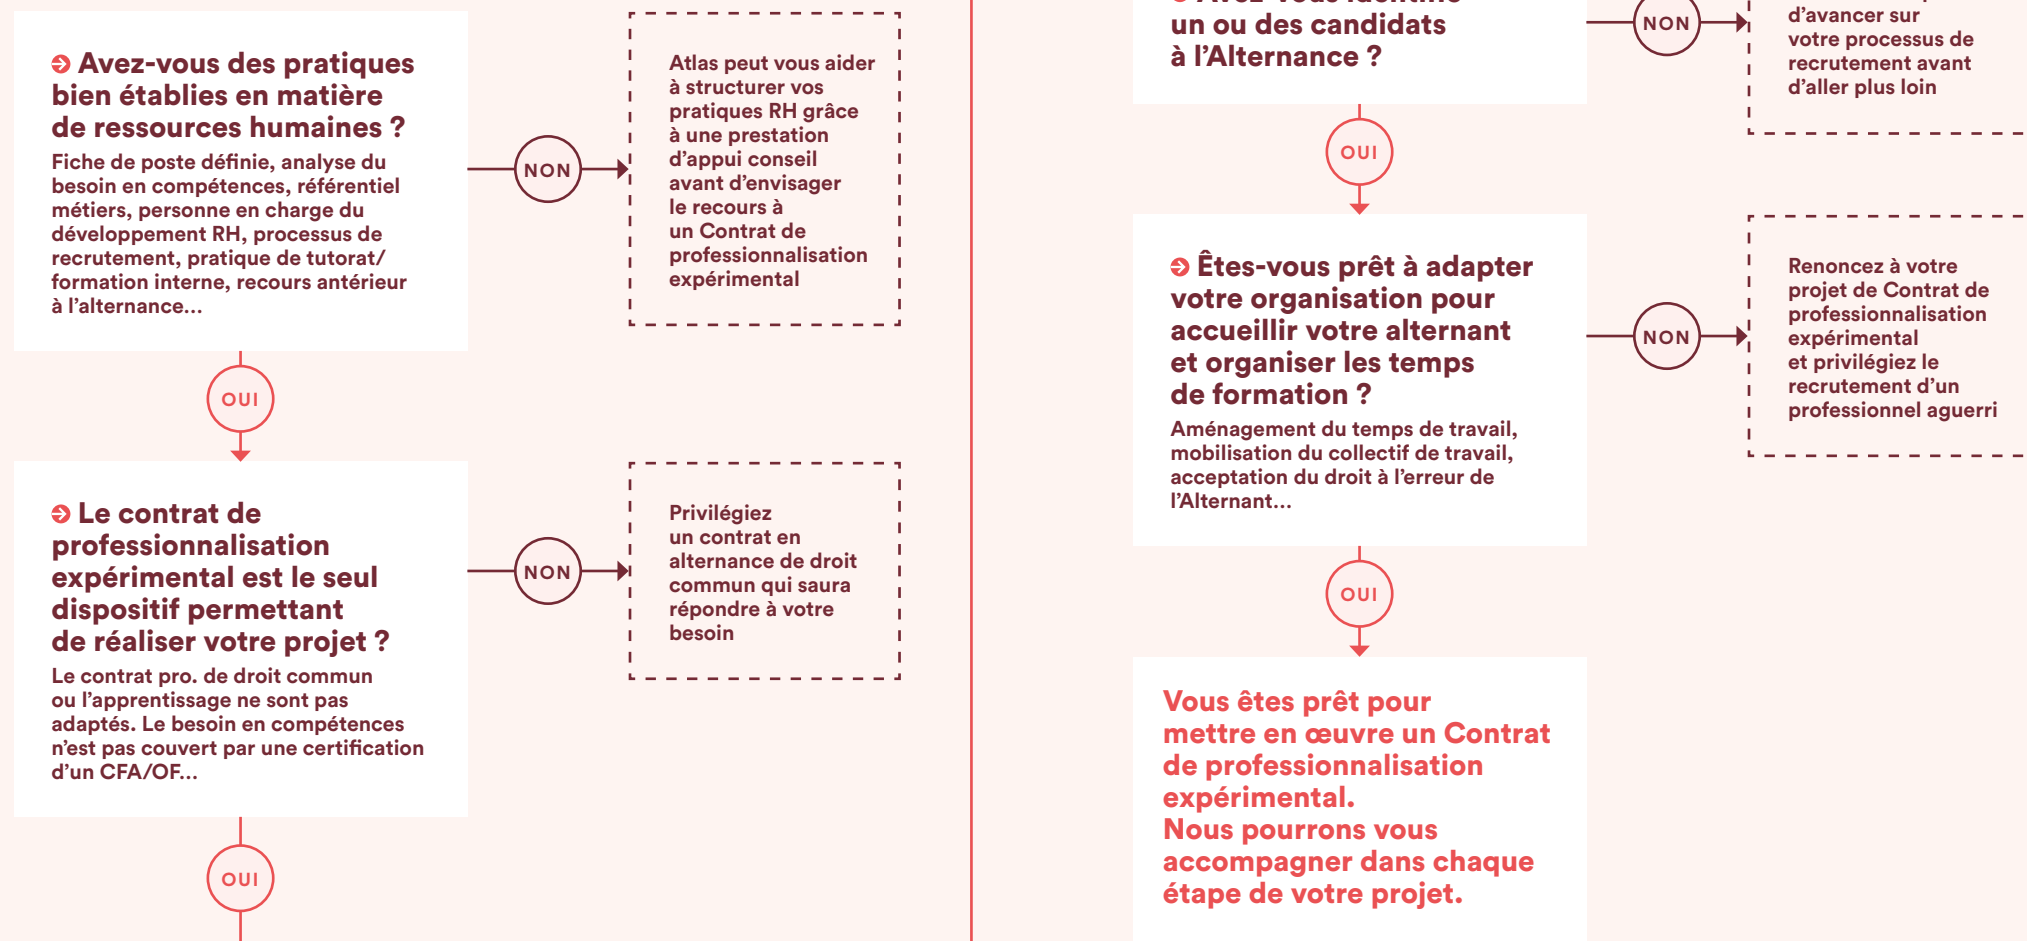 Avez-vous des pratiques
bien établies en matière
de ressources humaines ?
Fiche de poste définie, analyse du
besoin en compétences, référentiel
métiers, personne en charge du
développement RH, processus de
recrutement, pratique de tutorat/
formation interne, recours antérieur
à l'alternance…
NON
Atlas peut vous aider
à structurer vos
pratiques RH grâce
à une prestation
d'appui conseil
avant d'envisager
le recours à
un Contrat de
professionnalisation
expérimental
OUI
Le contrat de
professionnalisation
expérimental est le seul
dispositif permettant
de réaliser votre projet ?
Le contrat pro. de droit commun
ou l'apprentissage ne sont pas
adaptés. Le besoin en compétences
n'est pas couvert par une certification
d'un CFA/OF…
NON
Privilégiez
un contrat en
alternance de droit
commun qui saura
répondre à votre
besoin
OUI
Avez-vous identifié
un ou des candidats
à l'Alternance ?
NON
d'avancer sur
votre processus de
recrutement avant
d'aller plus loin
OUI
Êtes-vous prêt à adapter
votre organisation pour
accueillir votre alternant
et organiser les temps
de formation ?
Aménagement du temps de travail,
mobilisation du collectif de travail,
acceptation du droit à l'erreur de
l'Alternant…
NON
Renoncez à votre
projet de Contrat de
professionnalisation
expérimental
et privilégiez le
recrutement d'un
professionnel aguerri
OUI
Vous êtes prêt pour
mettre en œuvre un Contrat
de professionnalisation
expérimental.
Nous pourrons vous
accompagner dans chaque
étape de votre projet.